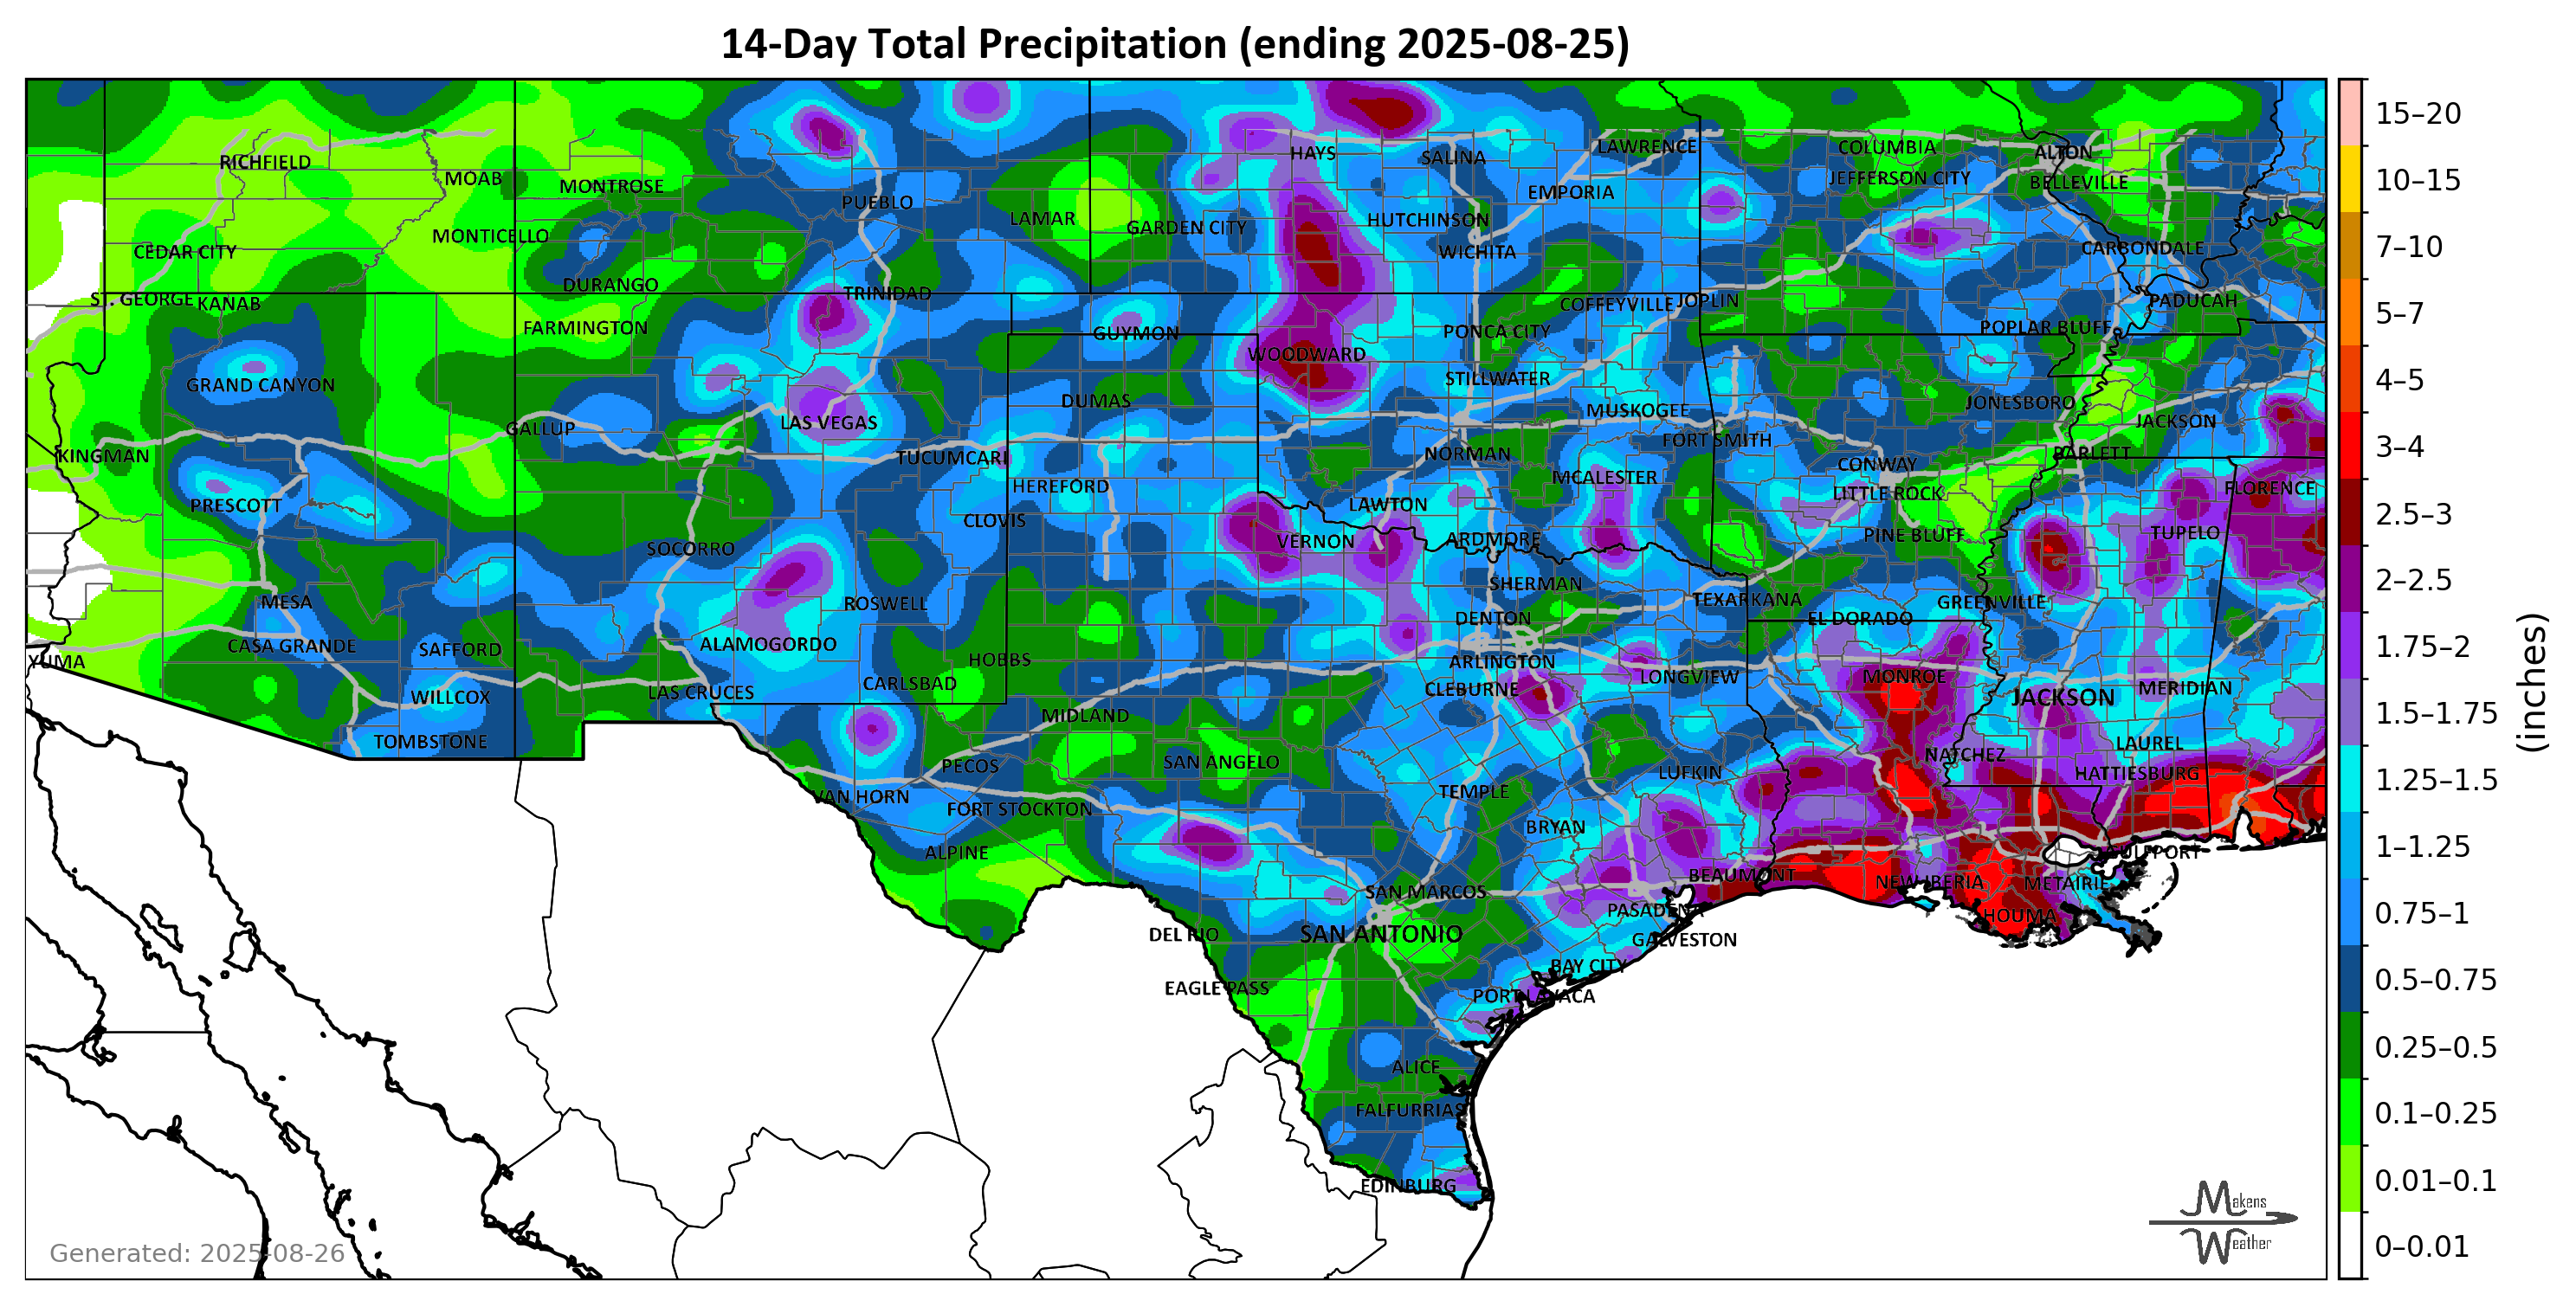 14-Day Total Precipitation (ending 2025-08-25)
RICHFIELD
MOAB
MONTROSE
PUEBLO
LAMAR
GARDEN CITY
HAYS
SALINA
LAWRENCE
EMPORIA
HUTCHINSON
WICHITA
COLUMBIA
JEFFERSON CITY
ALTON
BELLEVILLE
CEDAR CITY
MONTICELLO
CARBONDALE
ST. GEORGE
KANAB
DURANGO
TRINIDAD
COFFEYVILLE
JOPLIN
PADUCAH
FARMINGTON
GUYMON
WOODWARD
PONCA CITY
POPLAR BLUFF
GRAND CANYON
STILLWATER
DUMAS
MUSKOGEE
JONESBORO
JACKSON
GALLUP
LAS VEGAS
FORT SMITH
KINGMAN
TUCUMCARI
NORMAN
BARLETT
CONWAY
PRESCOTT
HEREFORD
MCALESTER
LITTLE ROCK
FLORENCE
CLOVIS
LAWTON
SOCORRO
VERNON
ARDMORE
PINE BLUFF
TUPELO
MESA
ROSWELL
SHERMAN
TEXARKANA
GREENVILLE
CASA GRANDE
SAFFORD
ALAMOGORDO
DENTON
EL DORADO
YUMA
HOBBS
ARLINGTON
WILLCOX
LAS CRUCES
CARLSBAD
CLEBURNE
LONGVIEW
MONROE
JACKSON
MERIDIAN
TOMBSTONE
MIDLAND
NATCHEZ
LAUREL
PECOS
SAN ANGELO
LUFKIN
HATTIESBURG
VAN HORN
FORT STOCKTON
TEMPLE
ALPINE
BRYAN
GULFPORT
SAN MARCOS
BEAUMONT
NEW IBERIA
METAIRIE
PASADENA
HOUMA
DEL RIO
SAN ANTONIO
GALVESTON
BAY CITY
EAGLE PASS
PORT LAVACA
ALICE
FALFURRIAS
EDINBURG
Generated: 2025-08-26
Makens
Weather
15–20
10–15
7–10
5–7
4–5
3–4
2.5–3
2–2.5
1.75–2
1.5–1.75
1.25–1.5
1–1.25
0.75–1
0.5–0.75
0.25–0.5
0.1–0.25
0.01–0.1
0–0.01
(inches)